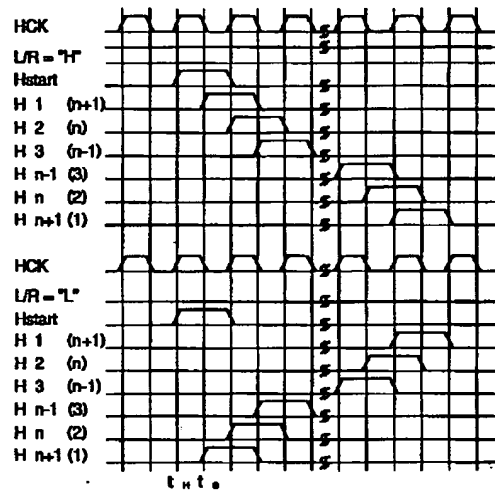 HCK
L/R = "H"
Hstart
H 1 (n+1)
H 2 (n)
H 3 (n-1)
H n-1 (3)
H n (2)
H n+1 (1)
HCK
L/R = "L"
Hstart
H 1 (n+1)
H 2 (n)
H 3 (n-1)
H n-1 (3)
H n (2)
H n+1 (1)
t H t